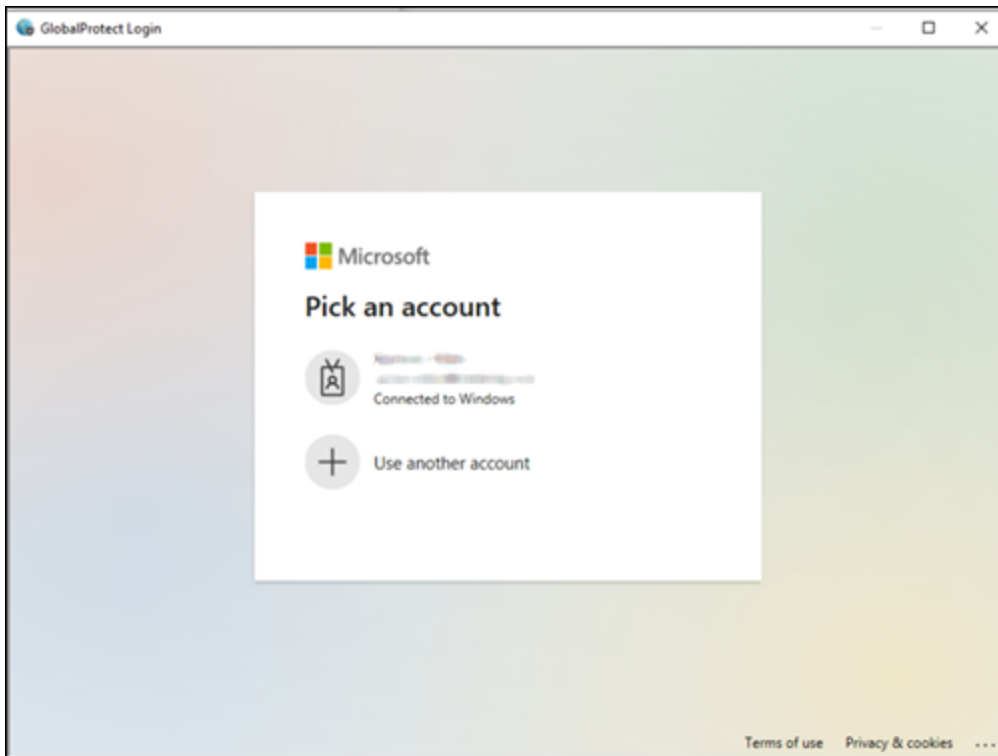 GlobalProtect Login
Microsoft
Pick an account
Connected to Windows
Use another account
Terms of use Privacy & cookies ...